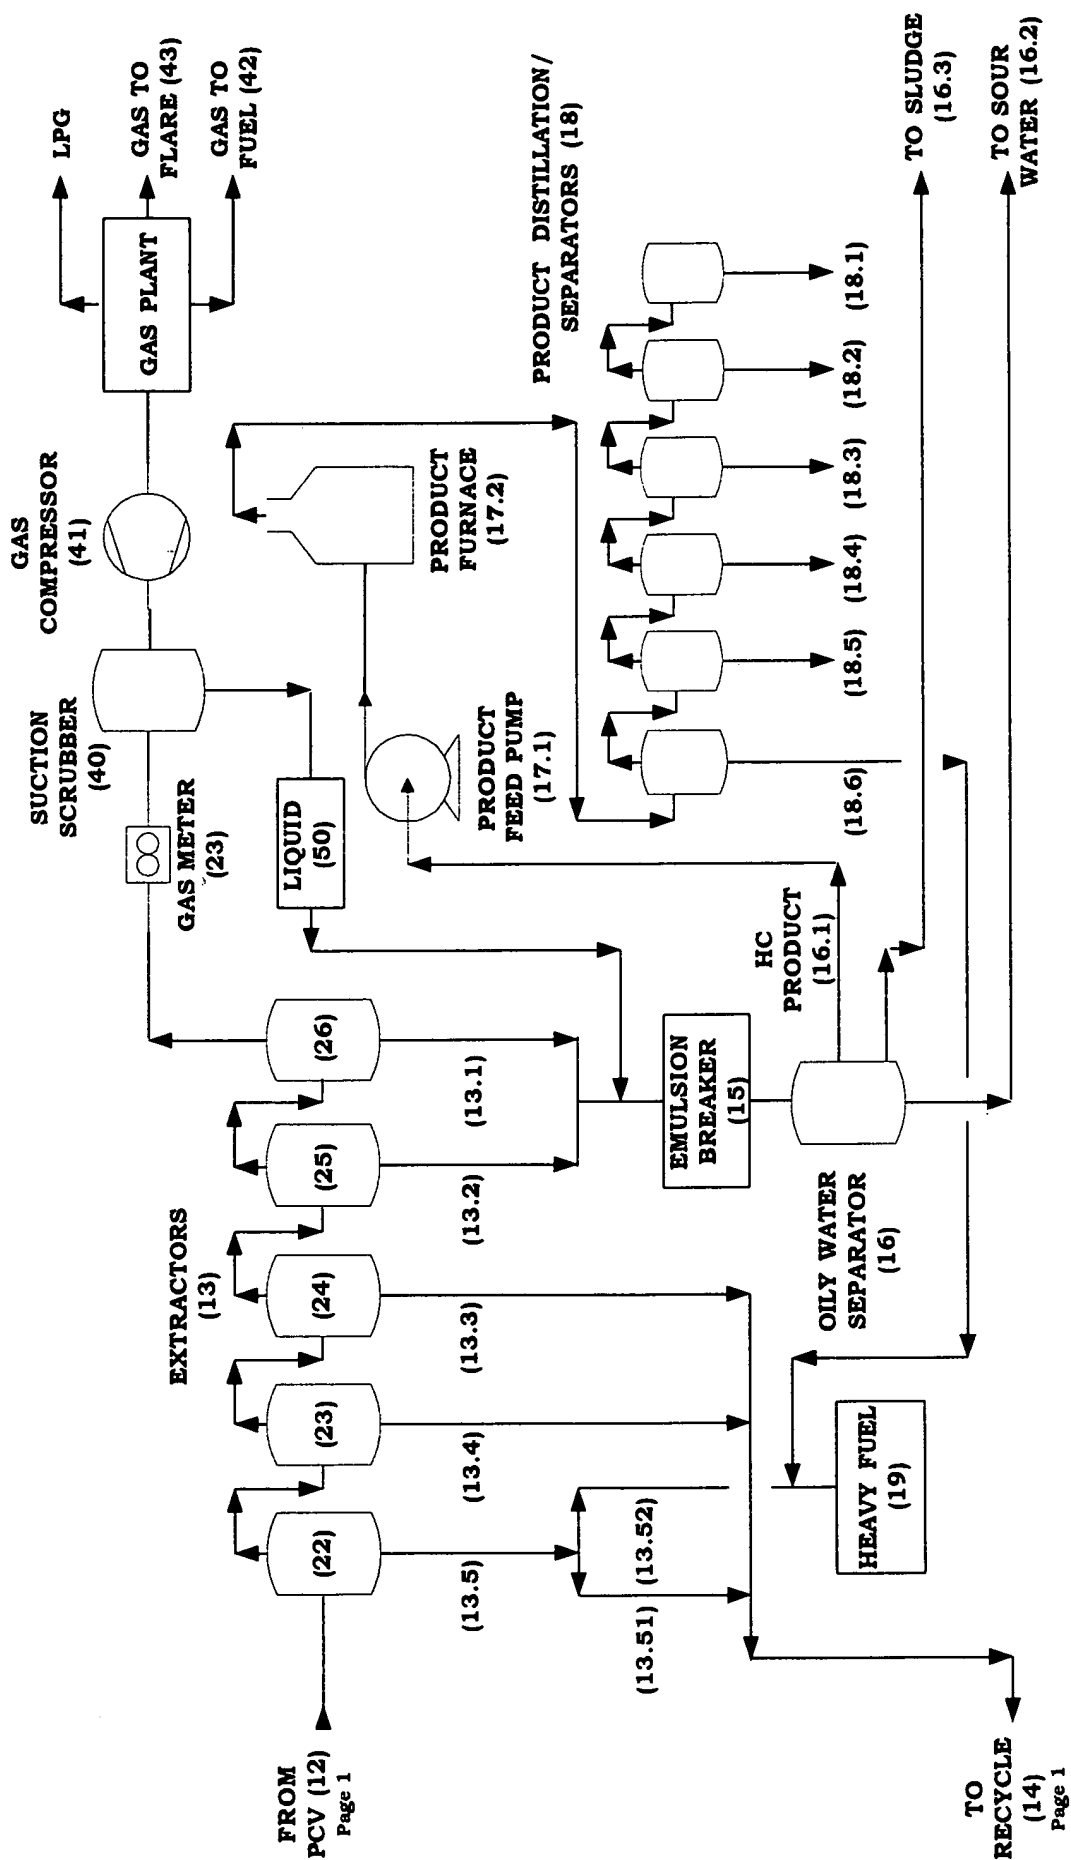 FROM
PCV (12)
Page 1
EXTRACTORS
(13)
(22)
(23)
(24)
(25)
(26)
(13.5)
(13.4)
(13.3)
(13.2)
(13.1)
(13.51)
(13.52)
TO
RECYCLE
(14)
Page 1
HEAVY FUEL
(19)
OILY WATER
SEPARATOR
(16)
EMULSION
BREAKER
(15)
HC
PRODUCT
(16.1)
GAS METER
(23)
SUCTION
SCRUBBER
(40)
LIQUID
(50)
GAS
COMPRESSOR
(41)
GAS PLANT
LPG
GAS TO
FLARE (43)
GAS TO
FUEL (42)
PRODUCT
FEED PUMP
(17.1)
PRODUCT
FURNACE
(17.2)
PRODUCT DISTILLATION/
SEPARATORS (18)
(18.6)
(18.5)
(18.4)
(18.3)
(18.2)
(18.1)
TO SLUDGE
(16.3)
TO SOUR
WATER (16.2)